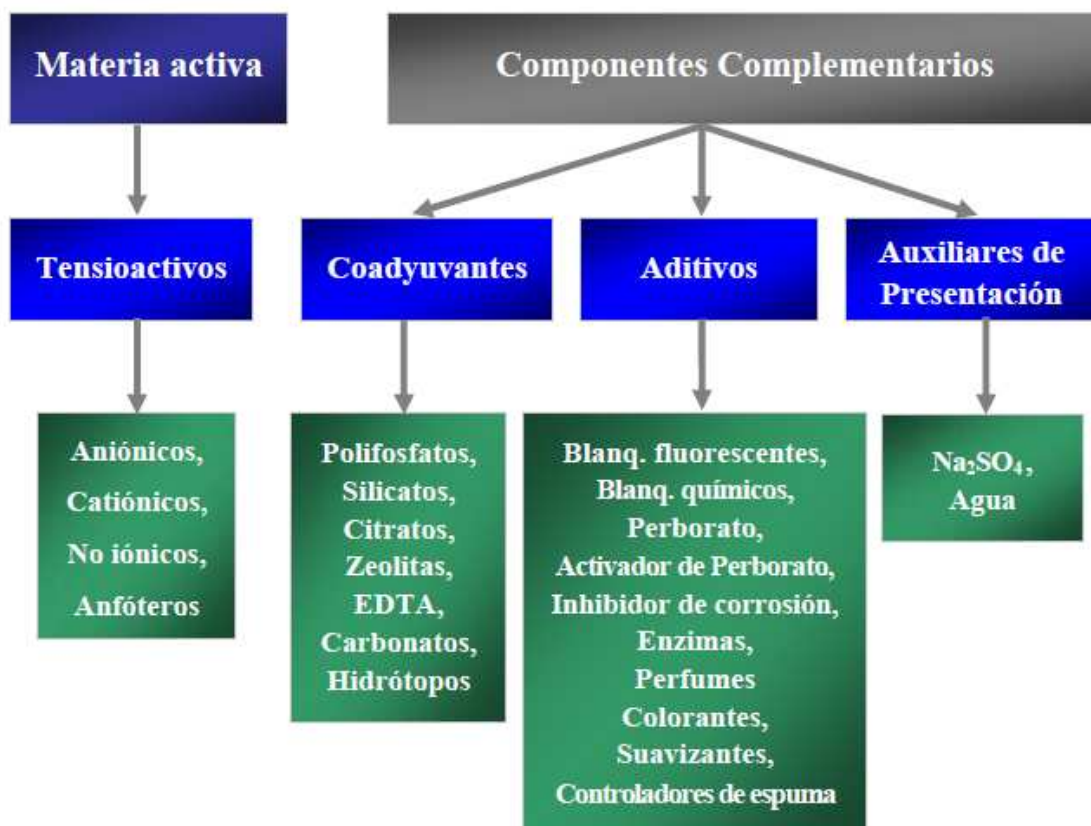 Materia activa
Componentes Complementarios
Tensioactivos
Coadyuvantes
Aditivos
Auxiliares de
Presentación
Aniónicos,
Catiónicos,
No iónicos,
Anfóteros
Polifosfatos,
Silicatos,
Citratos,
Zeolitas,
EDTA,
Carbonatos,
Hidrótopos
Blanq. fluorescentes,
Blanq. químicos,
Perborato,
Activador de Perborato,
Inhibidor de corrosión,
Enzimas,
Perfumes
Colorantes,
Suavizantes,
Controladores de espuma
Na₂SO₄,
Agua